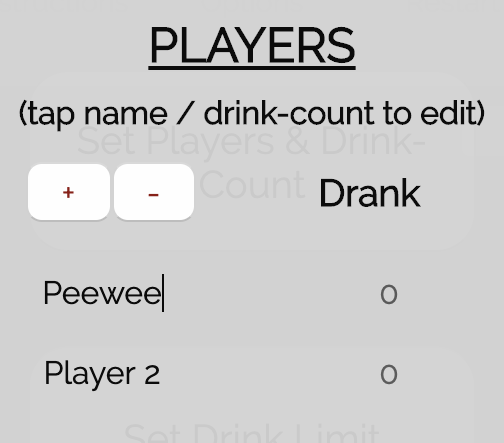 PLAYERS
(tap name / drink-count to edit)
Set Players & Drink-
Count
+ - Drank
Peewee 0
Player 2 0
Set Drink Limit